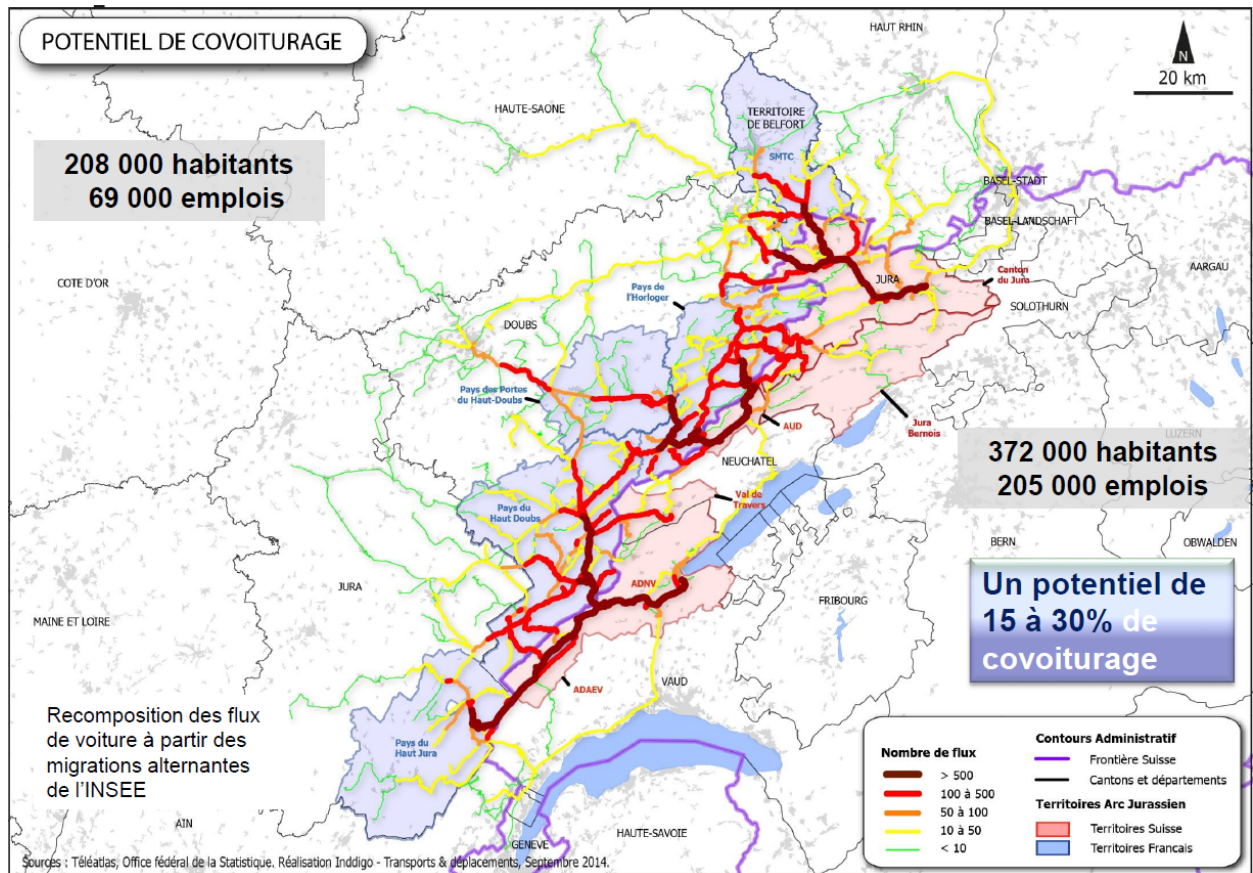 POTENTIEL DE COVOITURAGE
HAUT RHIN
N
20 km
HAUTE-SAONE
TERRITOIRE
DE BELFORT
SMTC
208 000 habitants
69 000 emplois
BASEL-STADT
BASEL-LANDSCHAFT
AARGAU
COTE D'OR
Canton
du Jura
JURA
Pays de
l'Horloger
SOLOTHURN
DOUBS
Pays des Portes
du Haut-Doubs
AUD
Jura
Bernois
LUZERN
NEUCHATEL
372 000 habitants
205 000 emplois
Val de
Travers
Pays du
Haut Doubs
BERN
OBWALDEN
ADNV
JURA
FRIBOURG
Un potentiel de
15 à 30% de
covoiturage
MAINE ET LOIRE
ADAEV
VAUD
Recomposition des flux
de voiture à partir des
migrations alternantes
de l'INSEE
Pays du
Haut Jura
AIN
HAUTE-SAVOIE
GENEVE
Nombre de flux
> 500
100 à 500
50 à 100
10 à 50
< 10
Contours Administratif
Frontière Suisse
Cantons et départements
Territoires Arc Jurassien
Territoires Suisse
Territoires Francais
Sources : Téléatlas, Office fédéral de la Statistique. Réalisation Inddigo - Transports & déplacements, Septembre 2014.